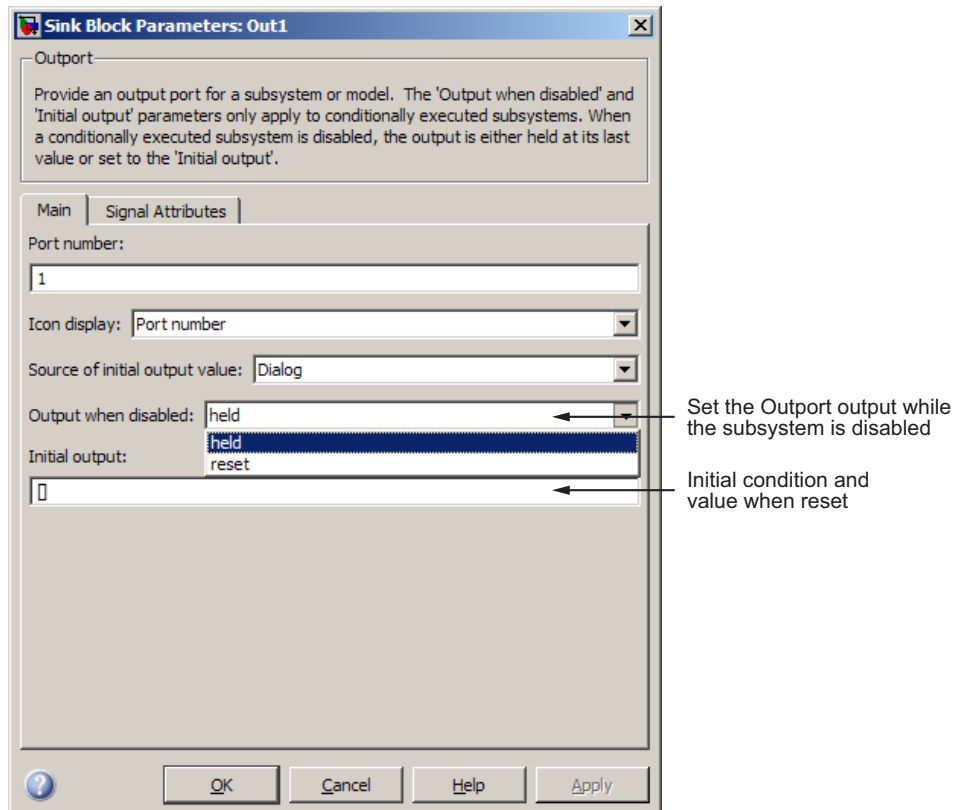 Sink Block Parameters: Out1
Outport
Provide an output port for a subsystem or model. The 'Output when disabled' and
'Initial output' parameters only apply to conditionally executed subsystems. When
a conditionally executed subsystem is disabled, the output is either held at its last
value or set to the 'Initial output'.
Main
Signal Attributes
Port number:
1
Icon display: Port number
Source of initial output value: Dialog
Output when disabled: held
held
reset
Initial output:
[]
Set the Outport output while
the subsystem is disabled
Initial condition and
value when reset
?
OK
Cancel
Help
Apply